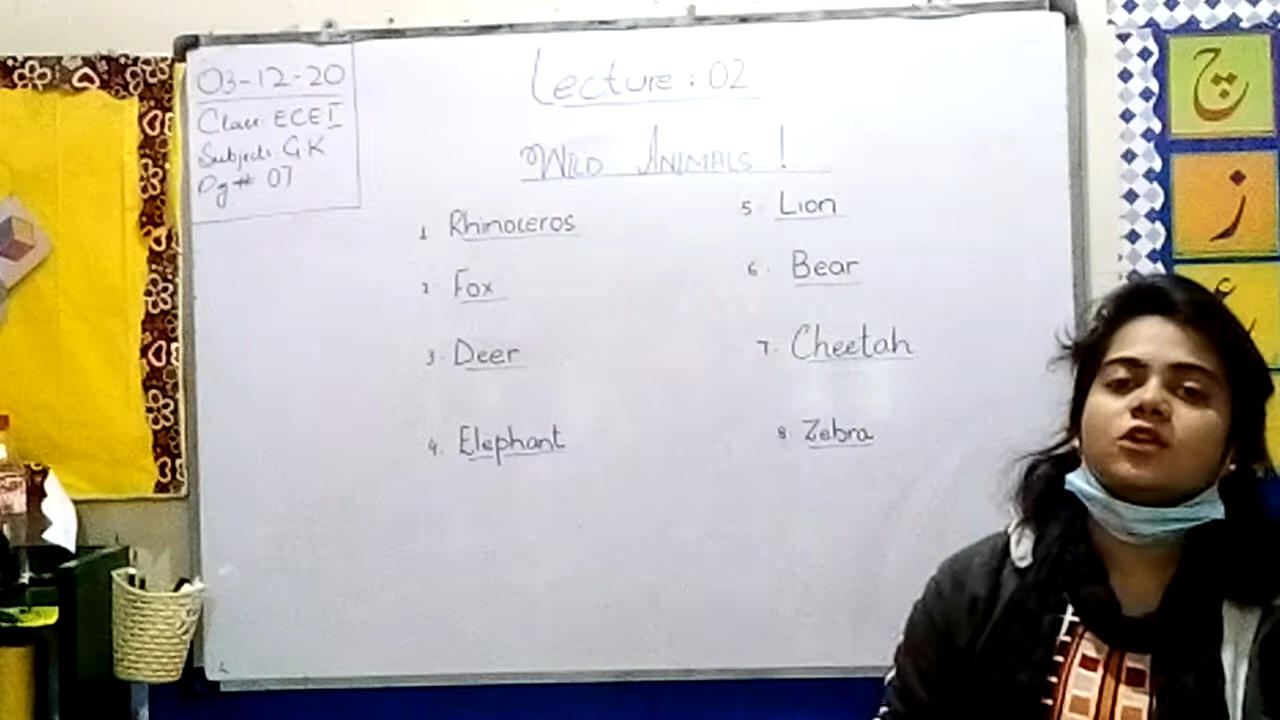 03-12-20
Class: ECE I
Subject: GK
Pg # 07
Lecture : 02
WILD ANIMALS !
1 Rhinoceros
2 Fox
3. Deer
4. Elephant
5. Lion
6. Bear
7. Cheetah
8 Zebra
چ
ز